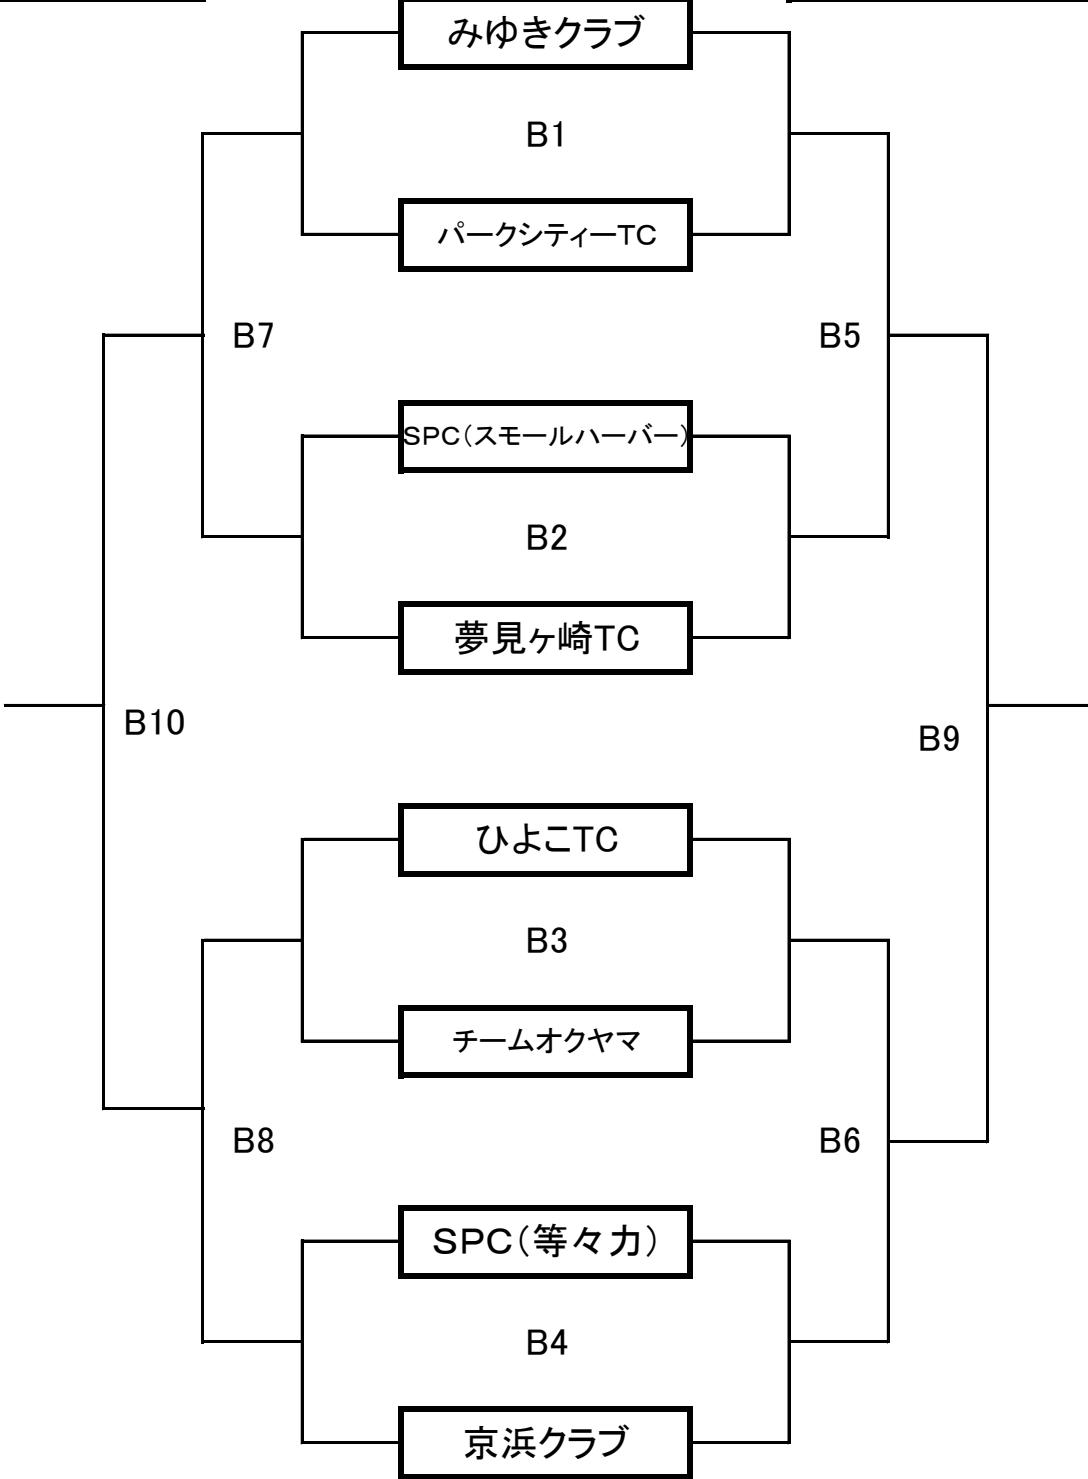 みゆきクラブ
B1
パークシティーTC
B7
B5
SPC（スモールハーバー）
B2
夢見ヶ崎TC
B10
B9
ひよこTC
B3
チームオクヤマ
B8
B6
SPC（等々力）
B4
京浜クラブ